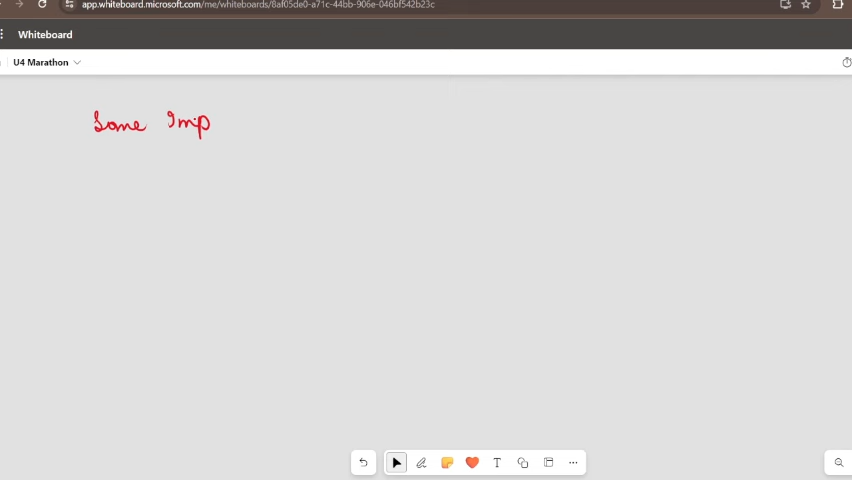 app.whiteboard.microsoft.com/me/whiteboards/8af05de0-a71c-44bb-906e-046bf542b23c
Whiteboard
U4 Marathon
Some Imp